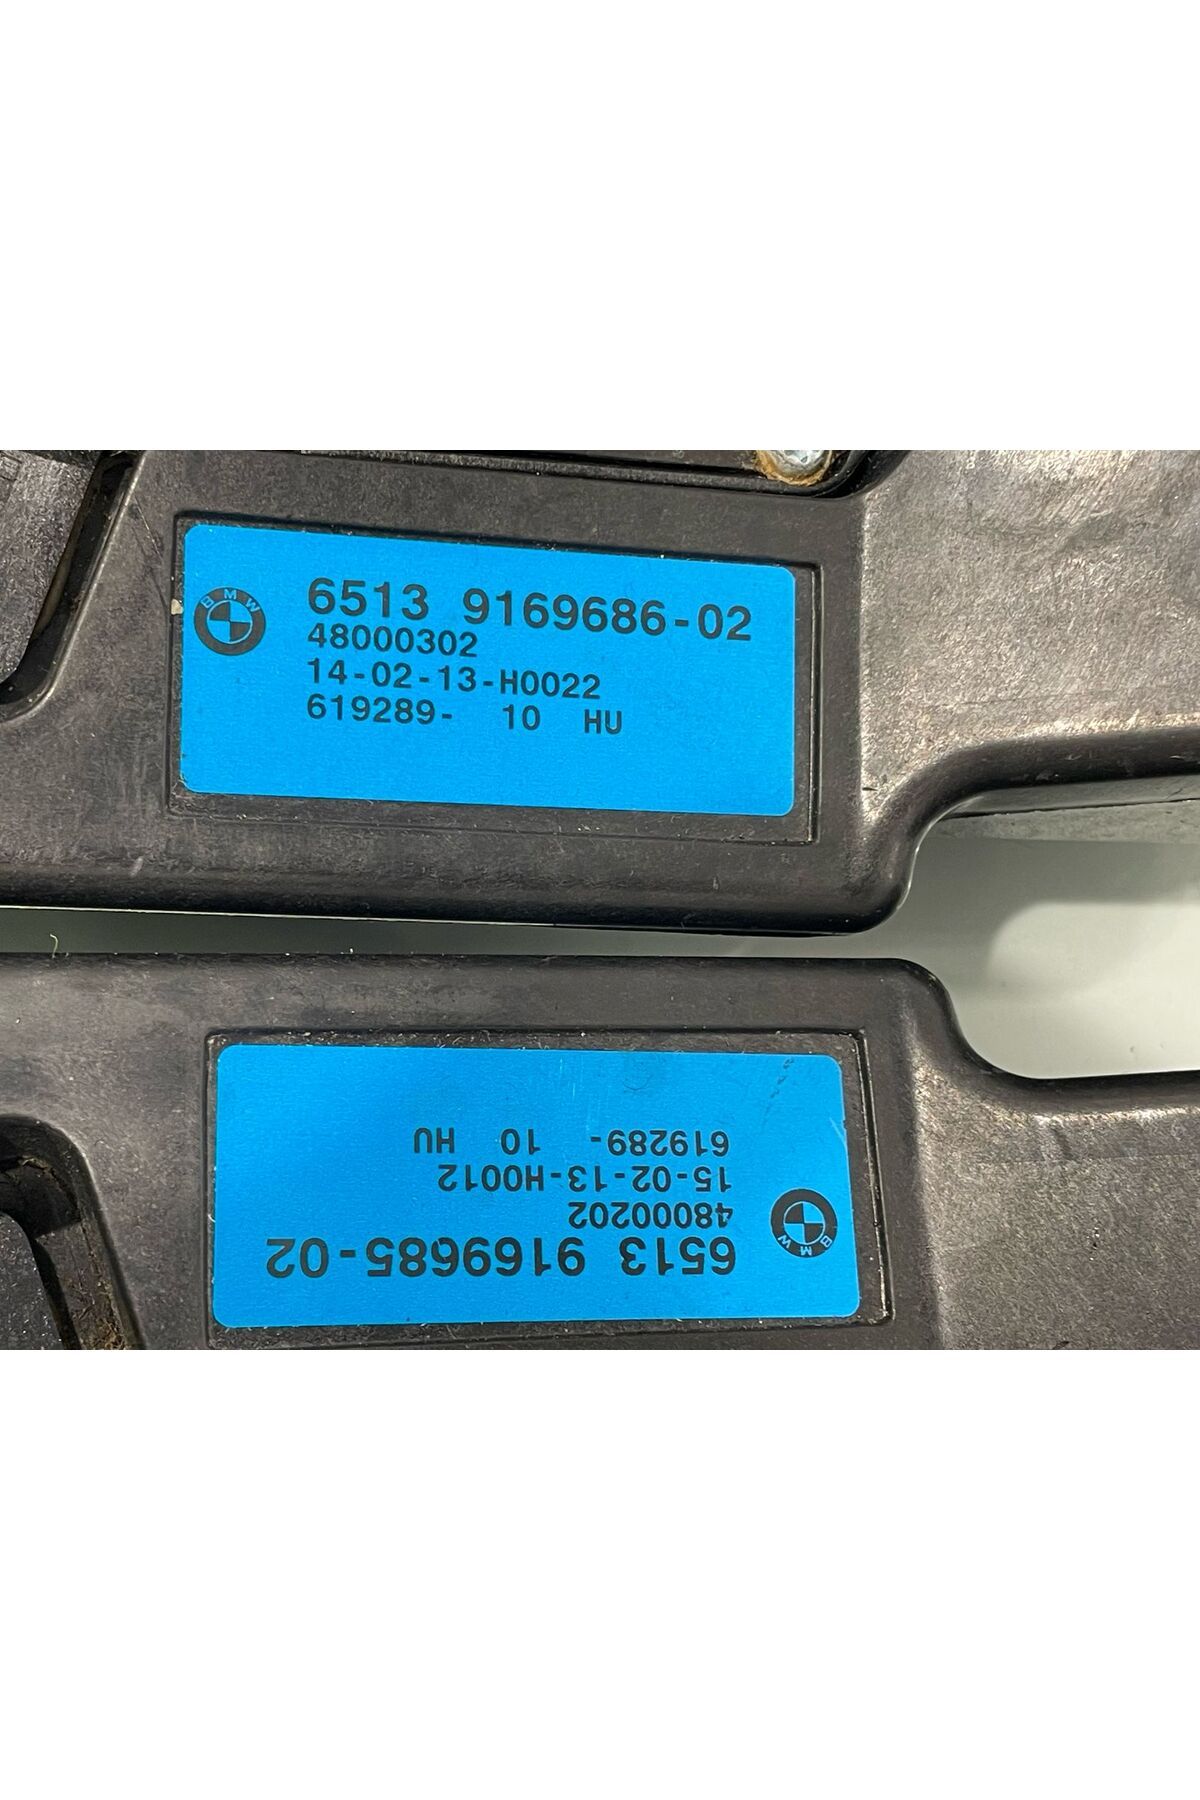 BMW
6513 9169686-02
48000302
14-02-13-H0022
619289- 10 HU
BMW
6513 9169685-02
48000202
15-02-13-H0012
619289- 10 HU